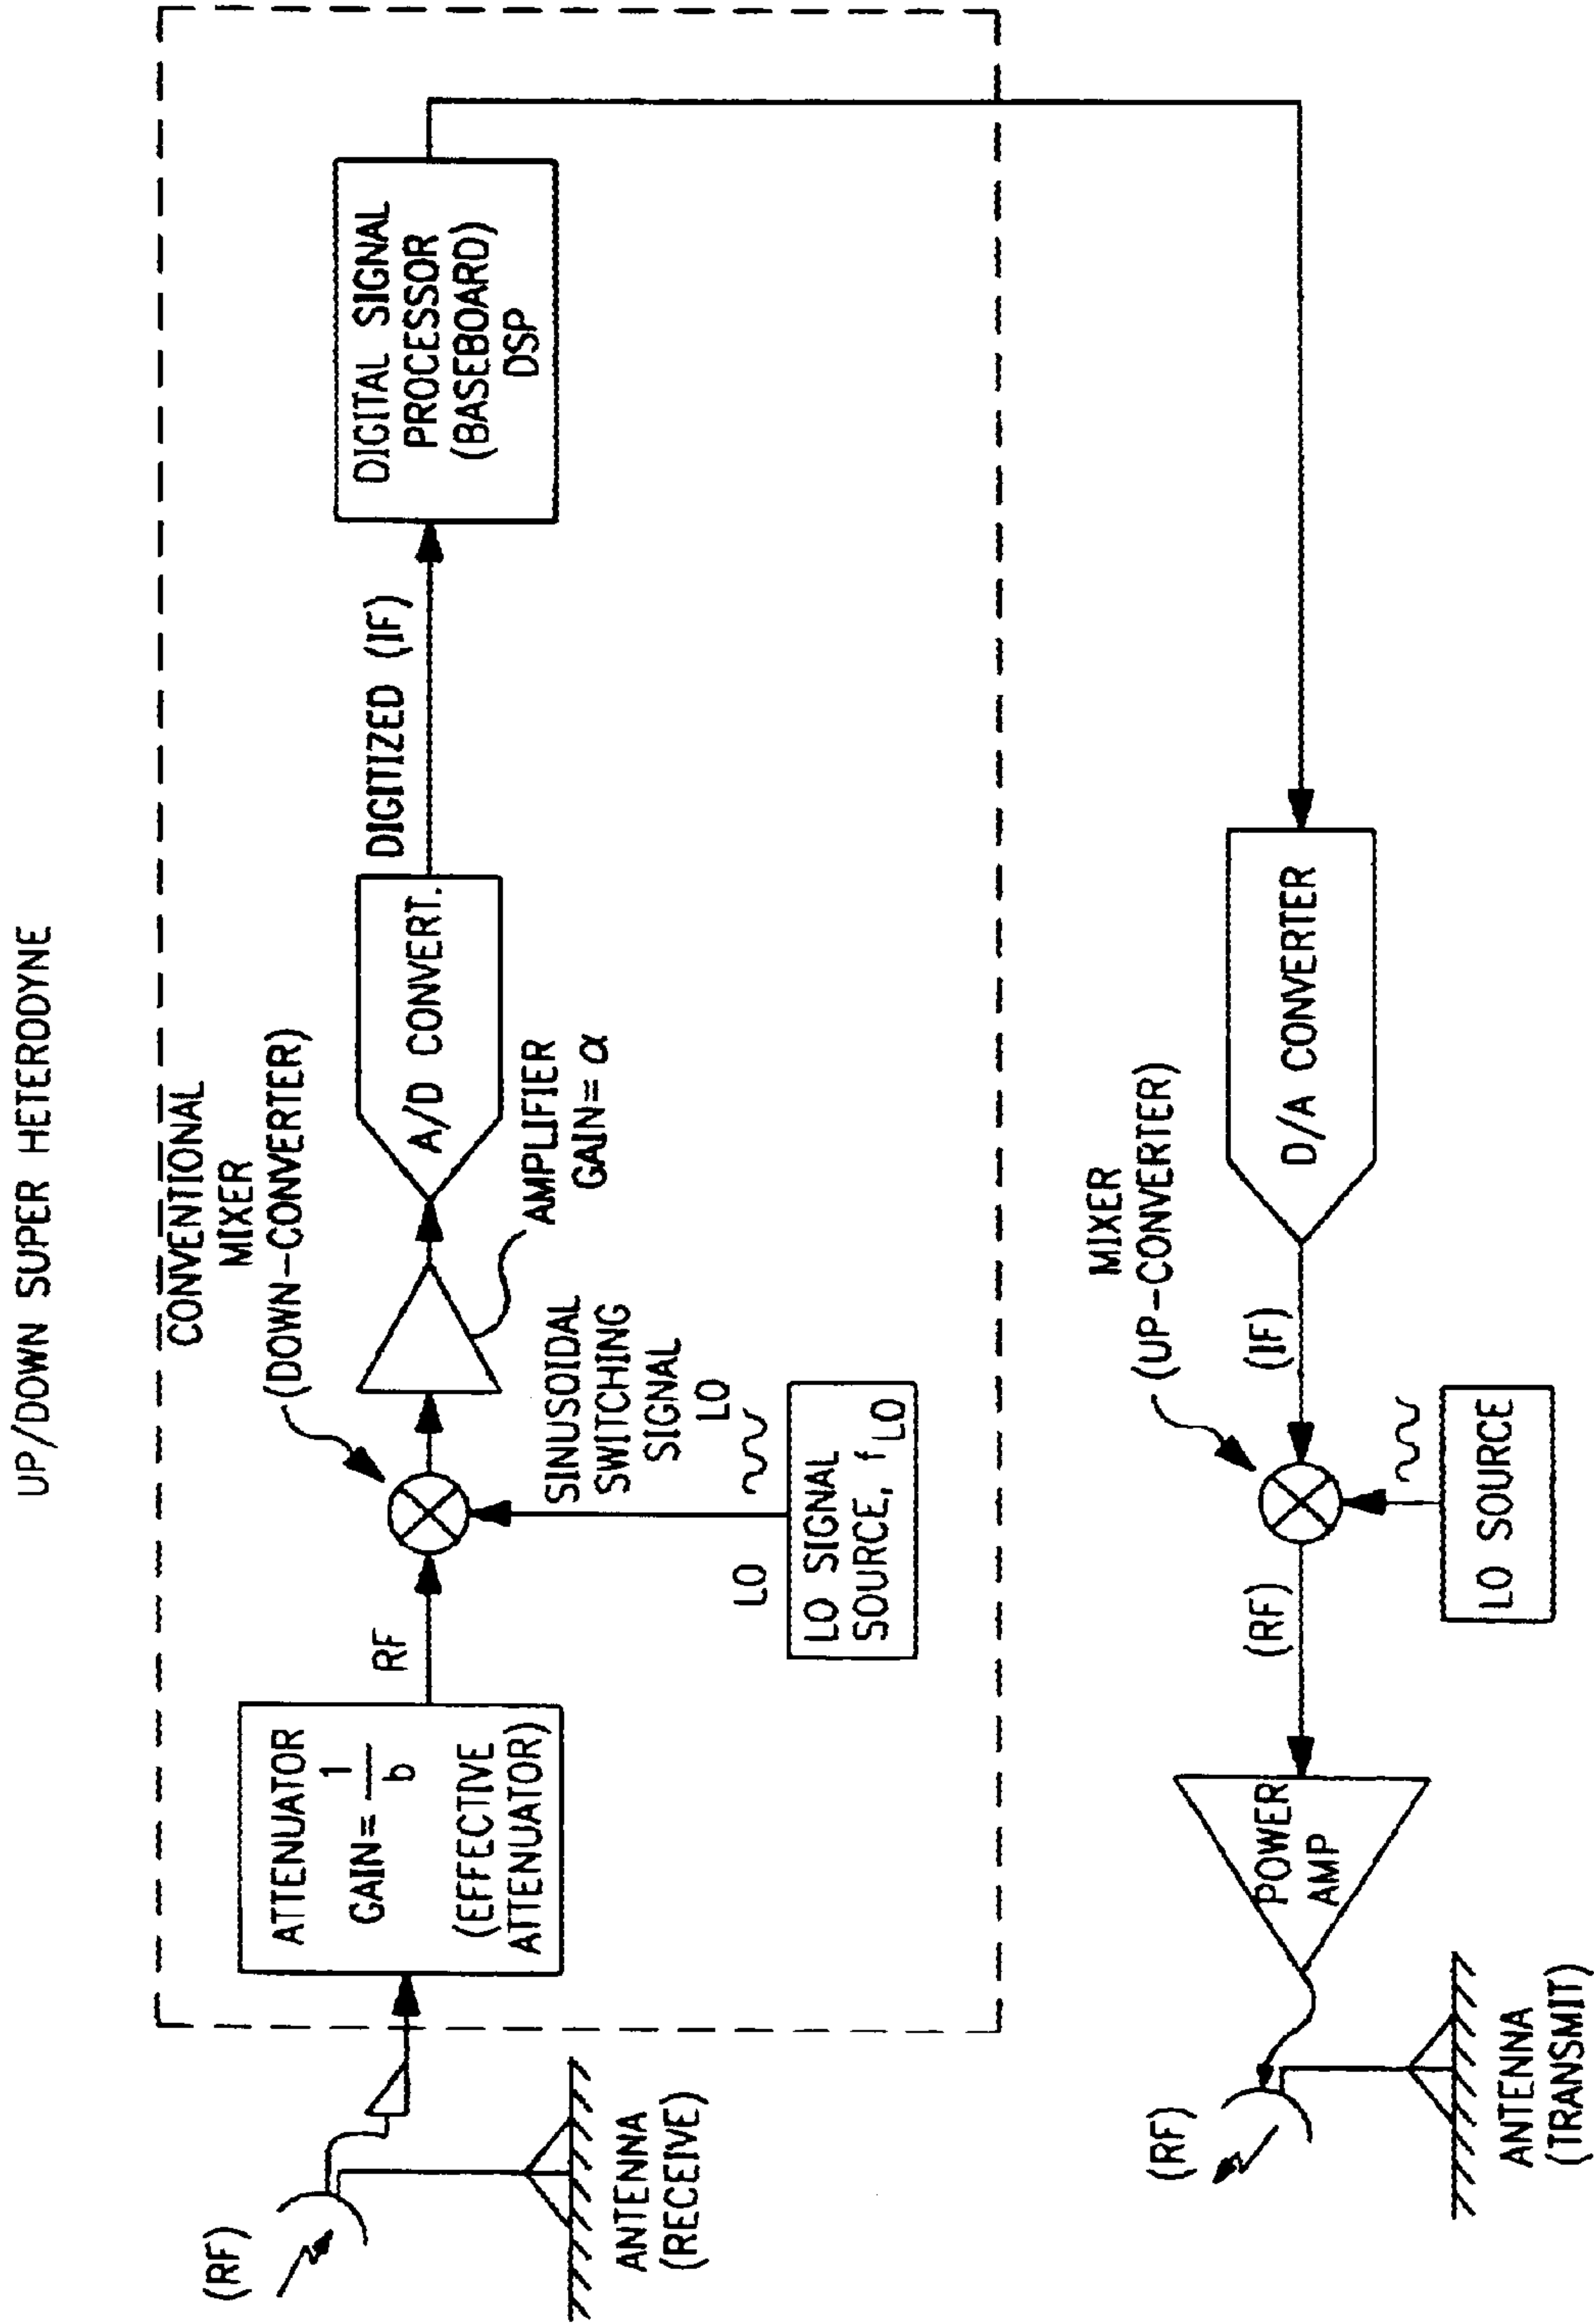 UP/DOWN SUPER HETERODYNE
CONVENTIONAL
MIXER
(DOWN-CONVERTER)
(RF)
ANTENNA
(RECEIVE)
ATTENUATOR
GAIN= 1/b
(EFFECTIVE
ATTENUATOR)
RF
LO
LO SIGNAL
SOURCE, f LO
SINUSOIDAL
SWITCHING
SIGNAL
LO
AMPLIFIER
GAIN= α
A/D CONVERT.
DIGITIZED (IF)
DIGITAL SIGNAL
PROCESSOR
(BASEBOARD)
DSP
MIXER
(UP-CONVERTER)
(RF)
ANTENNA
(TRANSMIT)
POWER
AMP
(RF)
LO SOURCE
(IF)
D/A CONVERTER